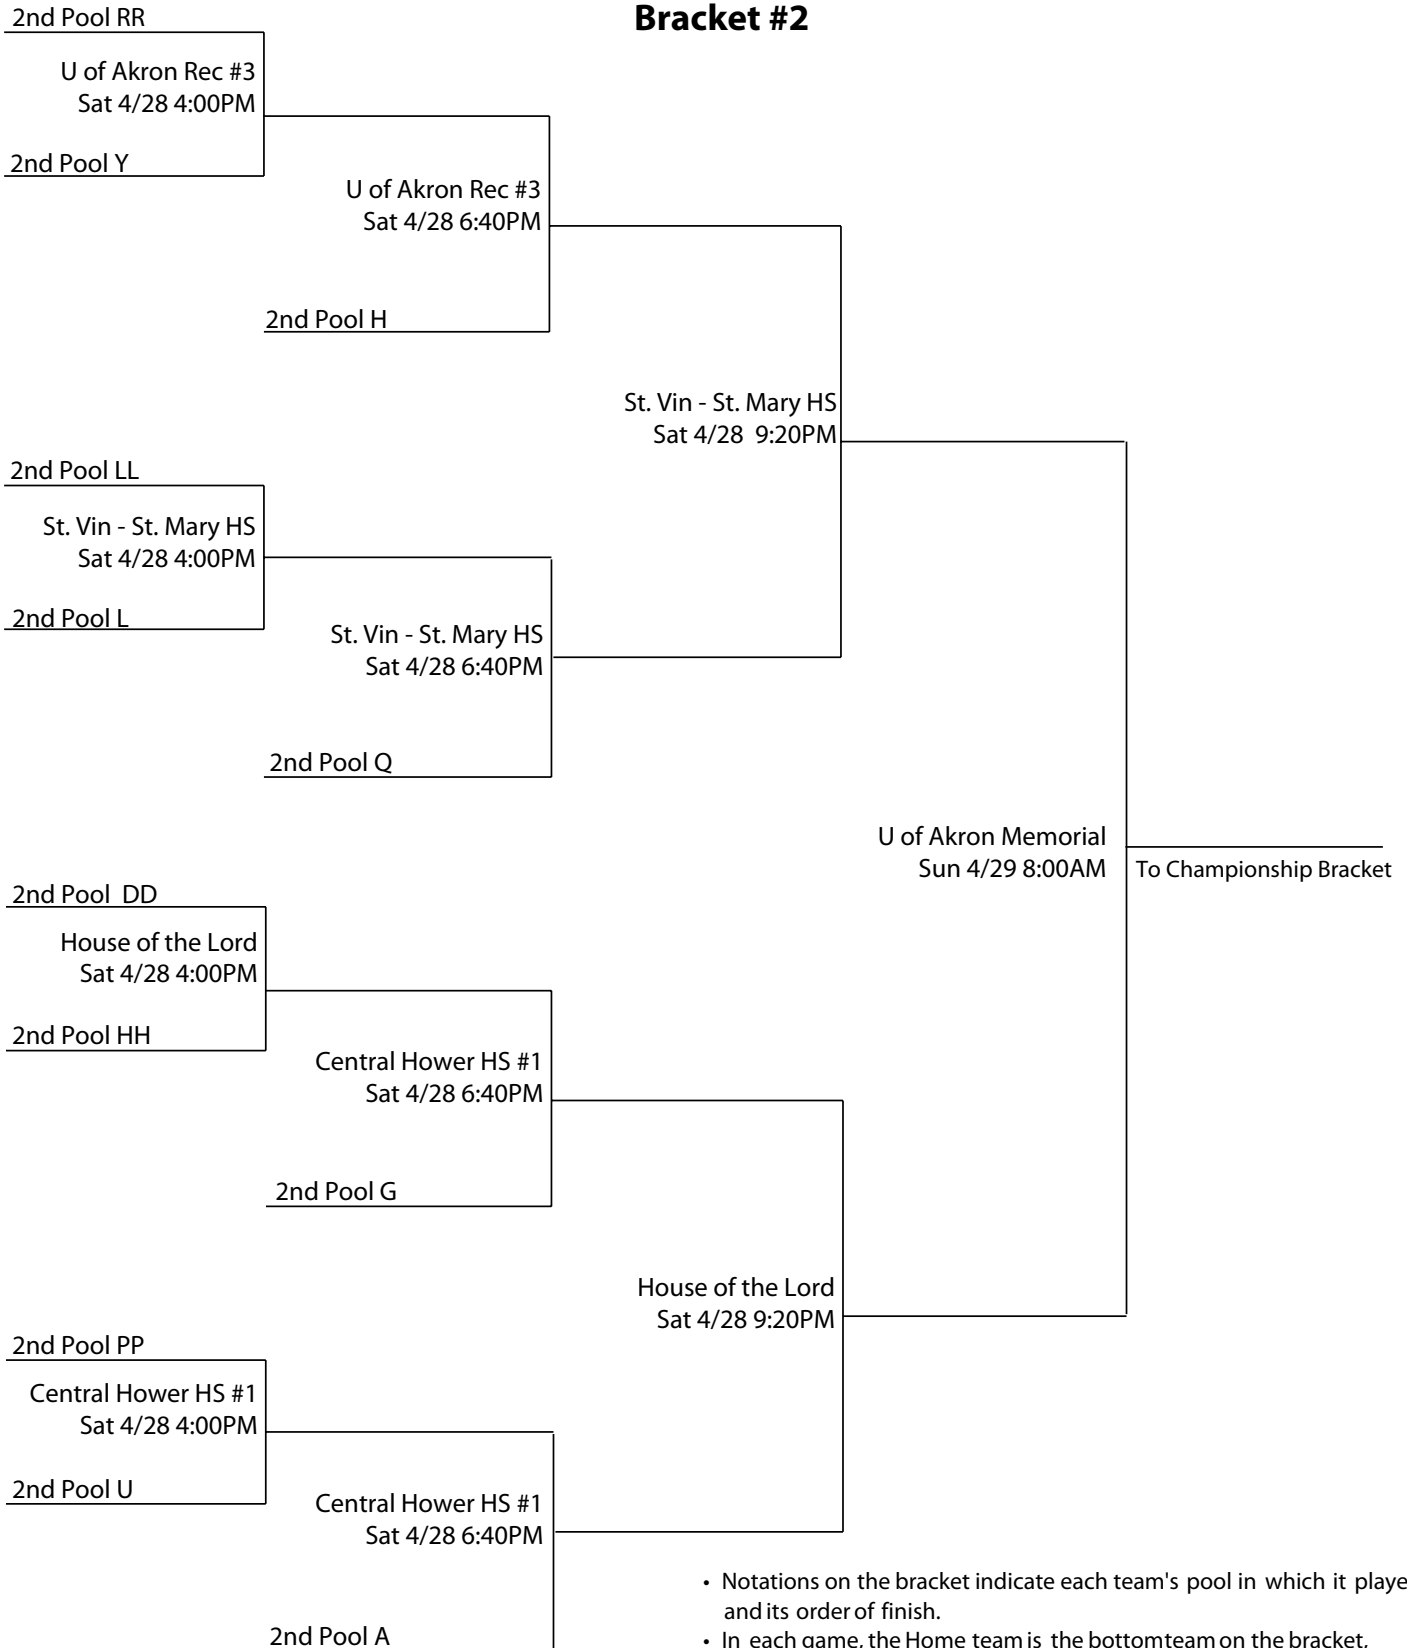 Bracket #2
2nd Pool RR
U of Akron Rec #3
Sat 4/28 4:00PM
2nd Pool Y
U of Akron Rec #3
Sat 4/28 6:40PM
2nd Pool H
St. Vin - St. Mary HS
Sat 4/28 9:20PM
2nd Pool LL
St. Vin - St. Mary HS
Sat 4/28 4:00PM
2nd Pool L
St. Vin - St. Mary HS
Sat 4/28 6:40PM
2nd Pool Q
U of Akron Memorial
Sun 4/29 8:00AM
To Championship Bracket
2nd Pool DD
House of the Lord
Sat 4/28 4:00PM
2nd Pool HH
Central Hower HS #1
Sat 4/28 6:40PM
2nd Pool G
House of the Lord
Sat 4/28 9:20PM
2nd Pool PP
Central Hower HS #1
Sat 4/28 4:00PM
2nd Pool U
Central Hower HS #1
Sat 4/28 6:40PM
2nd Pool A
• Notations on the bracket indicate each team's pool in which it playe
and its order of finish.
• In each game, the Home team is the bottom team on the bracket,